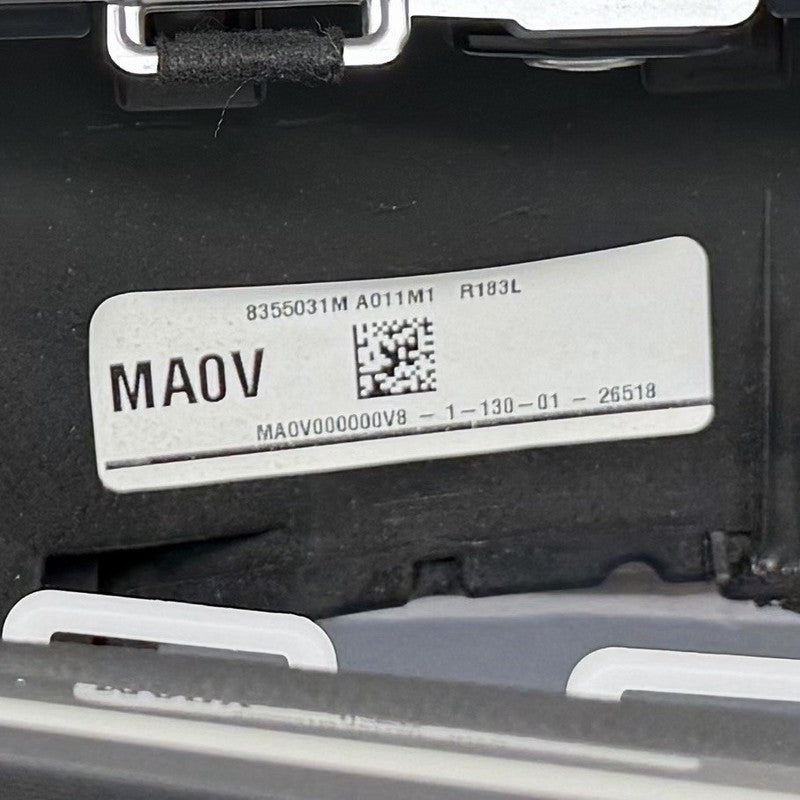 8355031M A011M1 R183L
MA0V
MA0V000000V8 - 1-130-01 - 26518